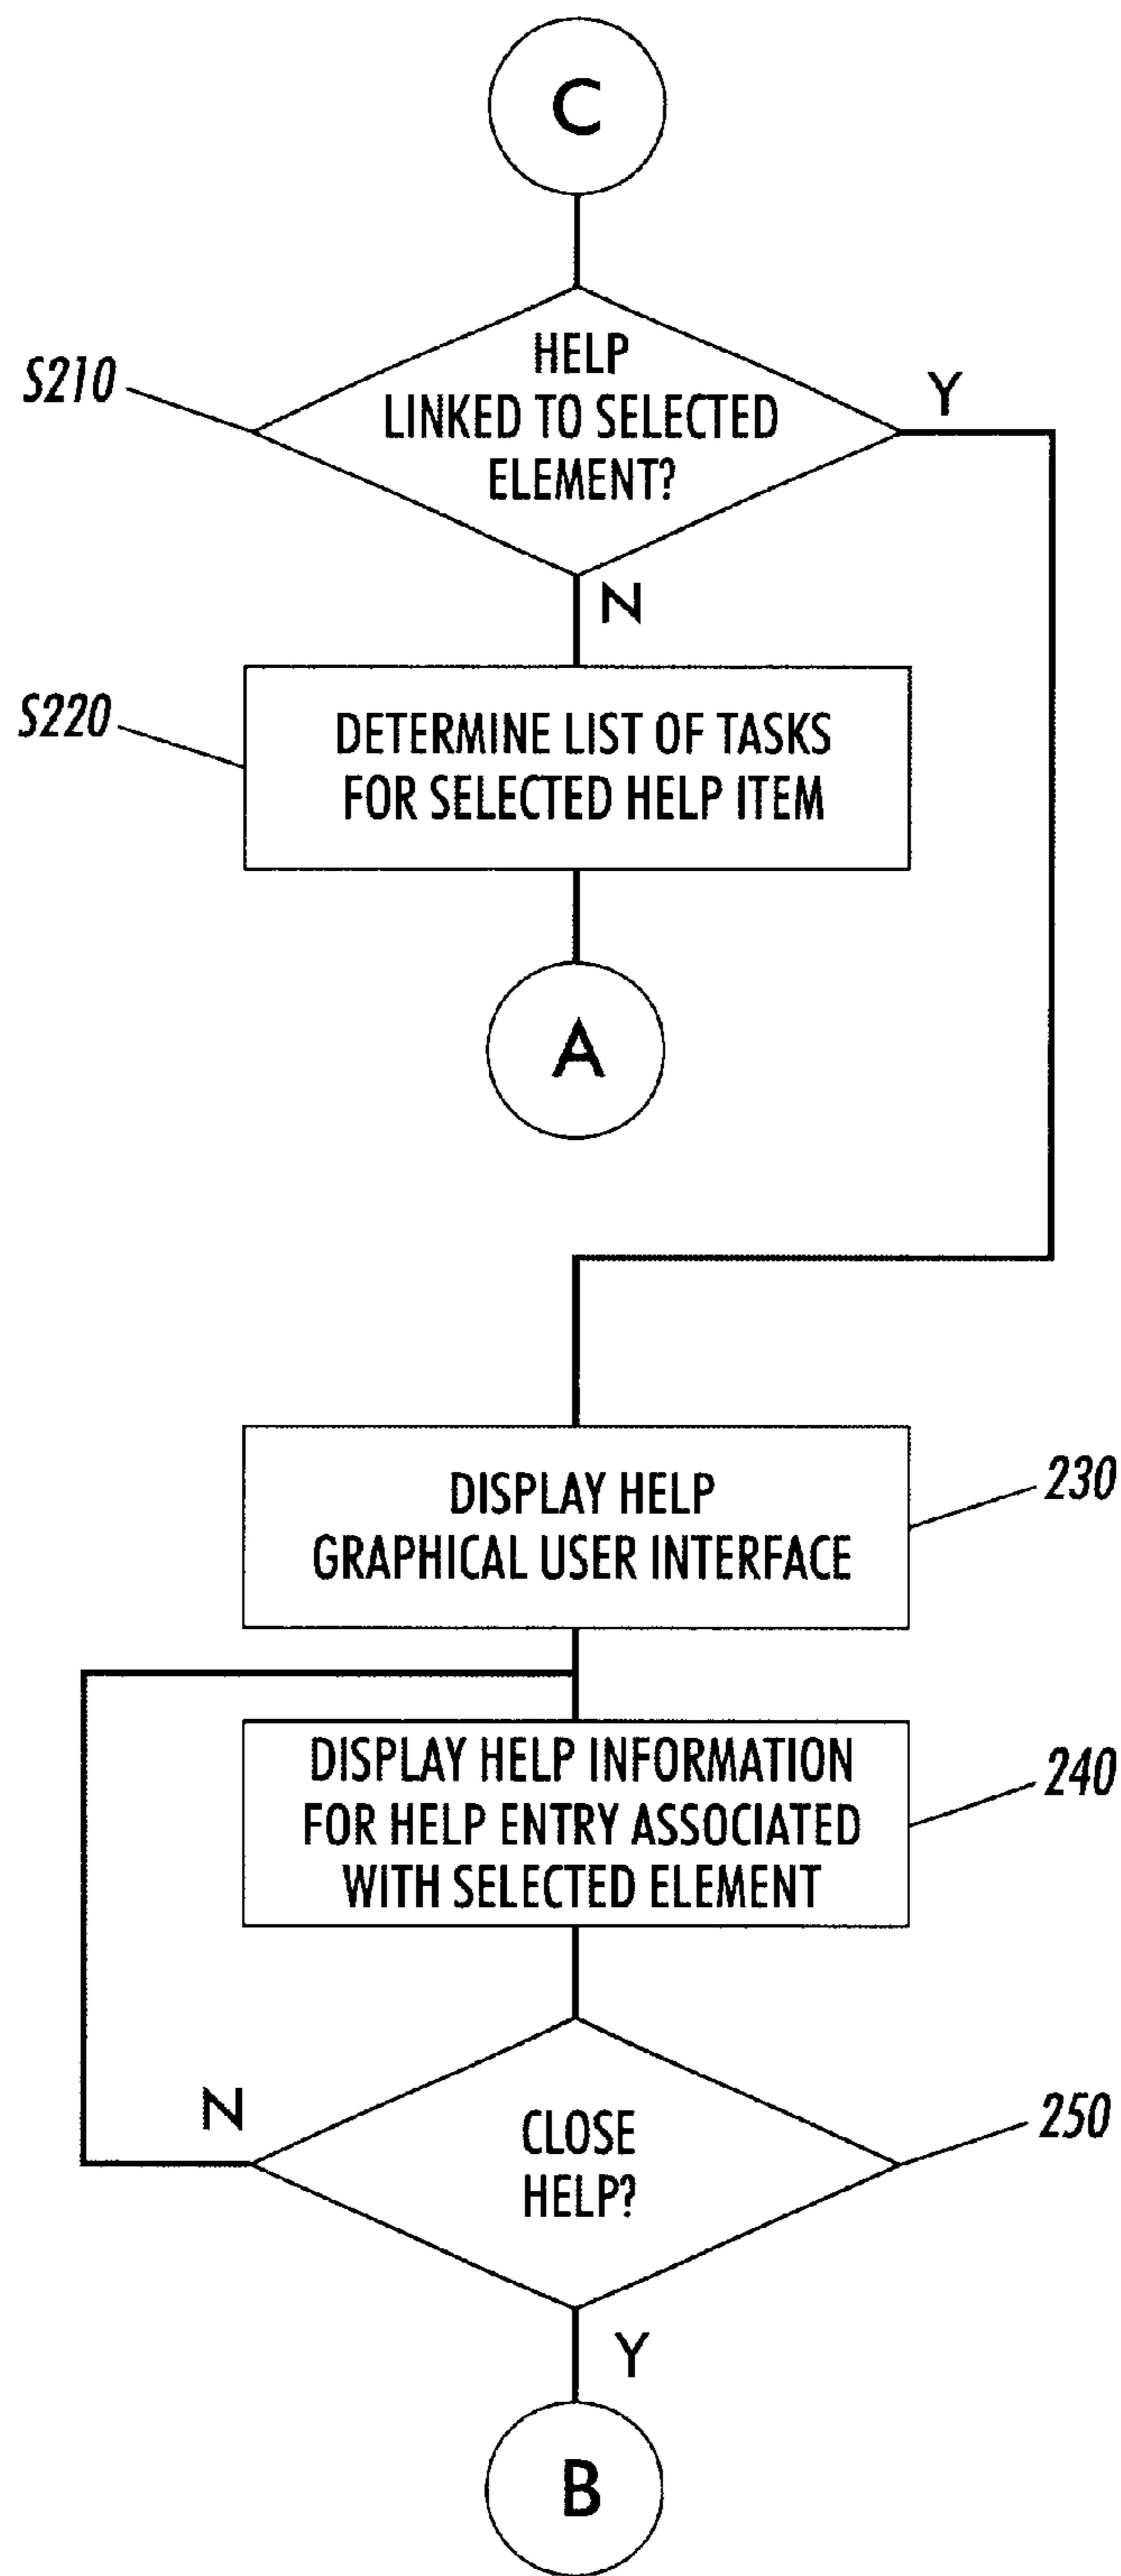 C
S210
HELP
LINKED TO SELECTED
ELEMENT?
Y
N
S220
DETERMINE LIST OF TASKS
FOR SELECTED HELP ITEM
A
DISPLAY HELP
GRAPHICAL USER INTERFACE
230
DISPLAY HELP INFORMATION
FOR HELP ENTRY ASSOCIATED
WITH SELECTED ELEMENT
240
N
CLOSE
HELP?
250
Y
B